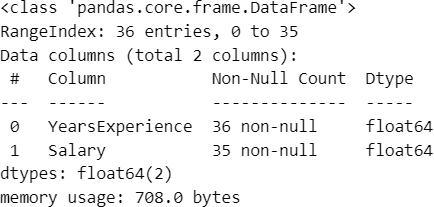 <class 'pandas.core.frame.DataFrame'>
RangeIndex: 36 entries, 0 to 35
Data columns (total 2 columns):
 #   Column           Non-Null Count  Dtype
---  ------           --------------  -----
 0   YearsExperience  36 non-null     float64
 1   Salary           35 non-null     float64
dtypes: float64(2)
memory usage: 708.0 bytes